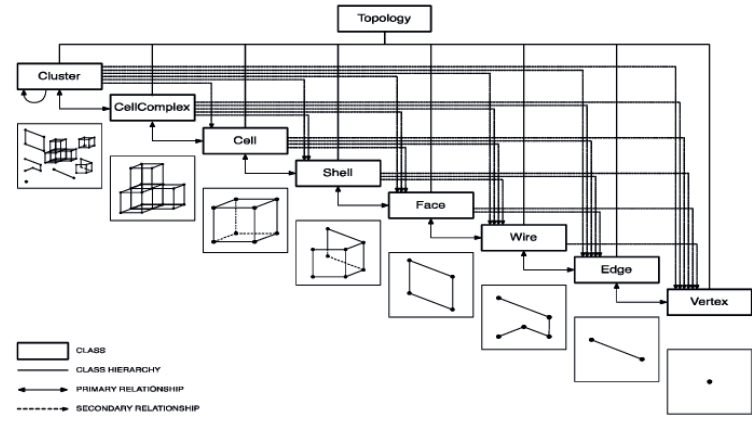 Topology
Cluster
CellComplex
Cell
Shell
Face
Wire
Edge
Vertex
CLASS
CLASS HIERARCHY
PRIMARY RELATIONSHIP
SECONDARY RELATIONSHIP